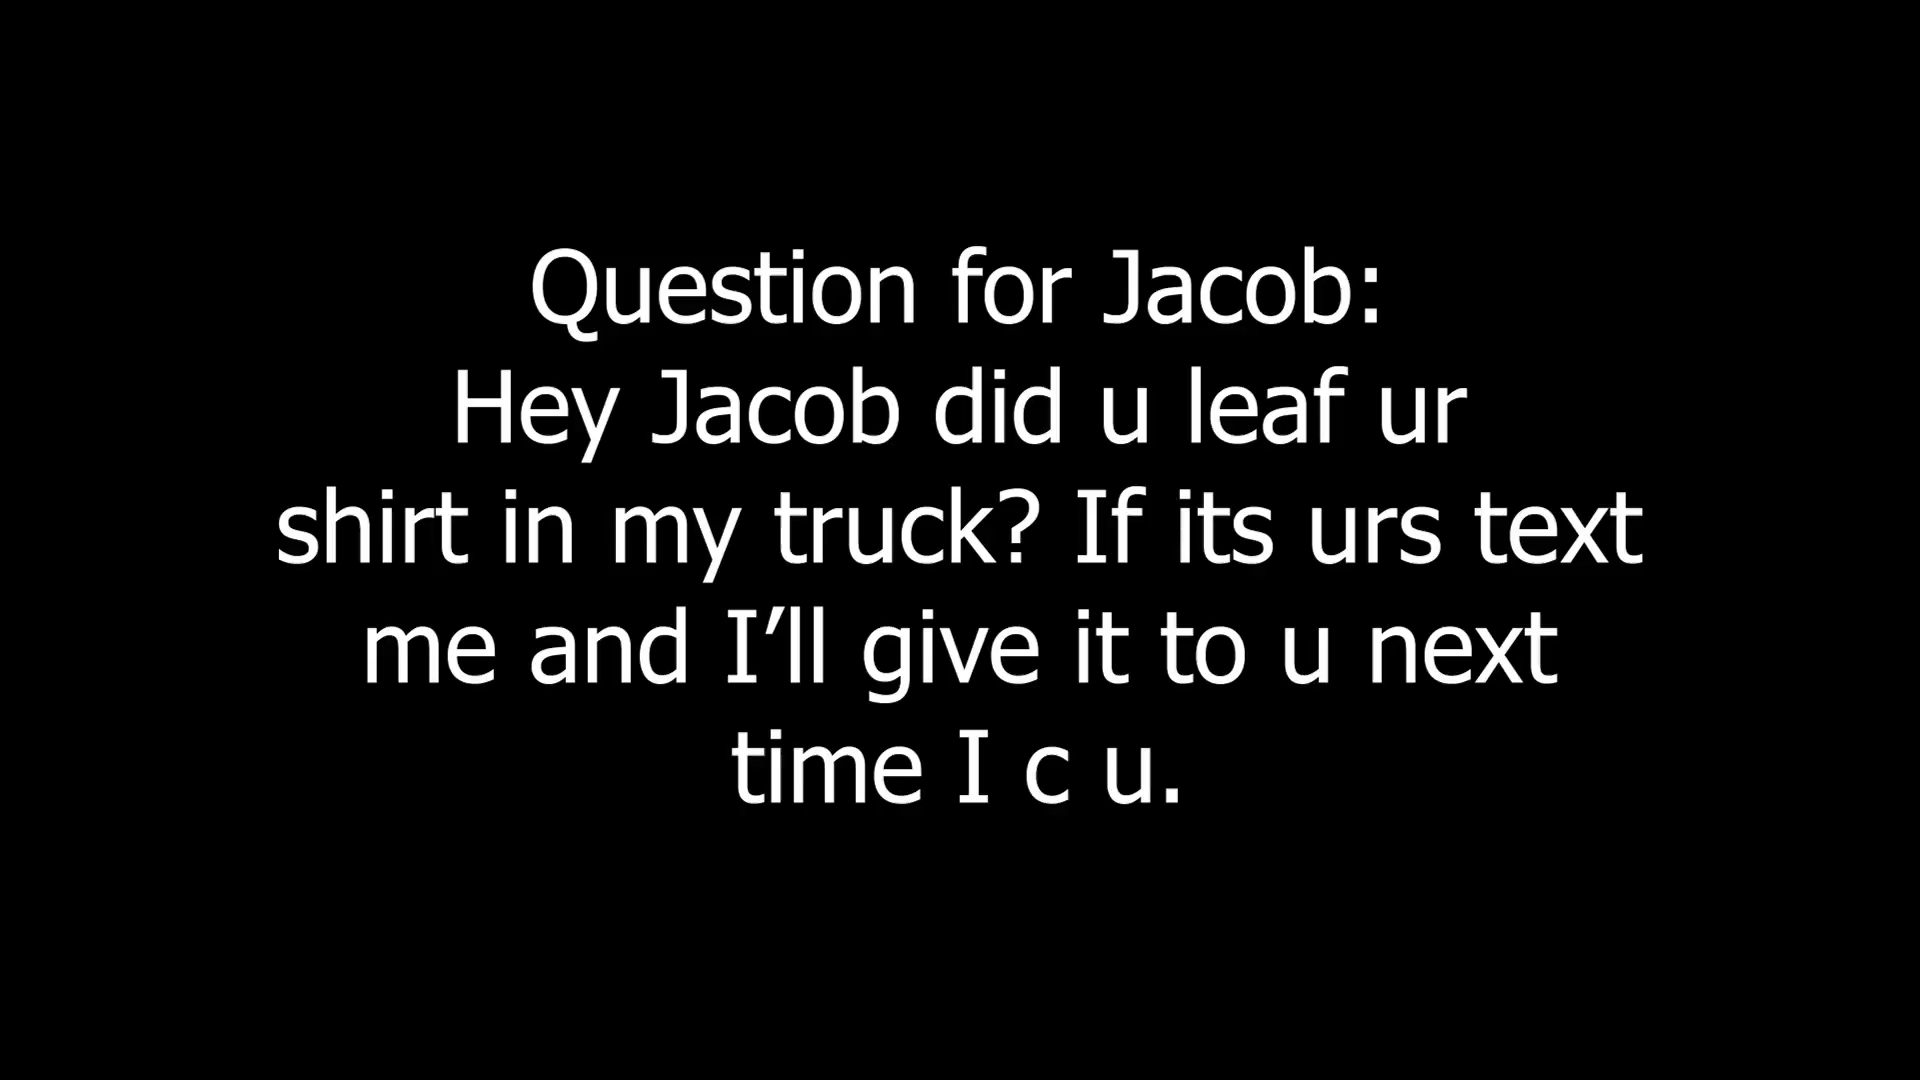 Question for Jacob:
Hey Jacob did u leaf ur
shirt in my truck? If its urs text
me and I’ll give it to u next
time I c u.